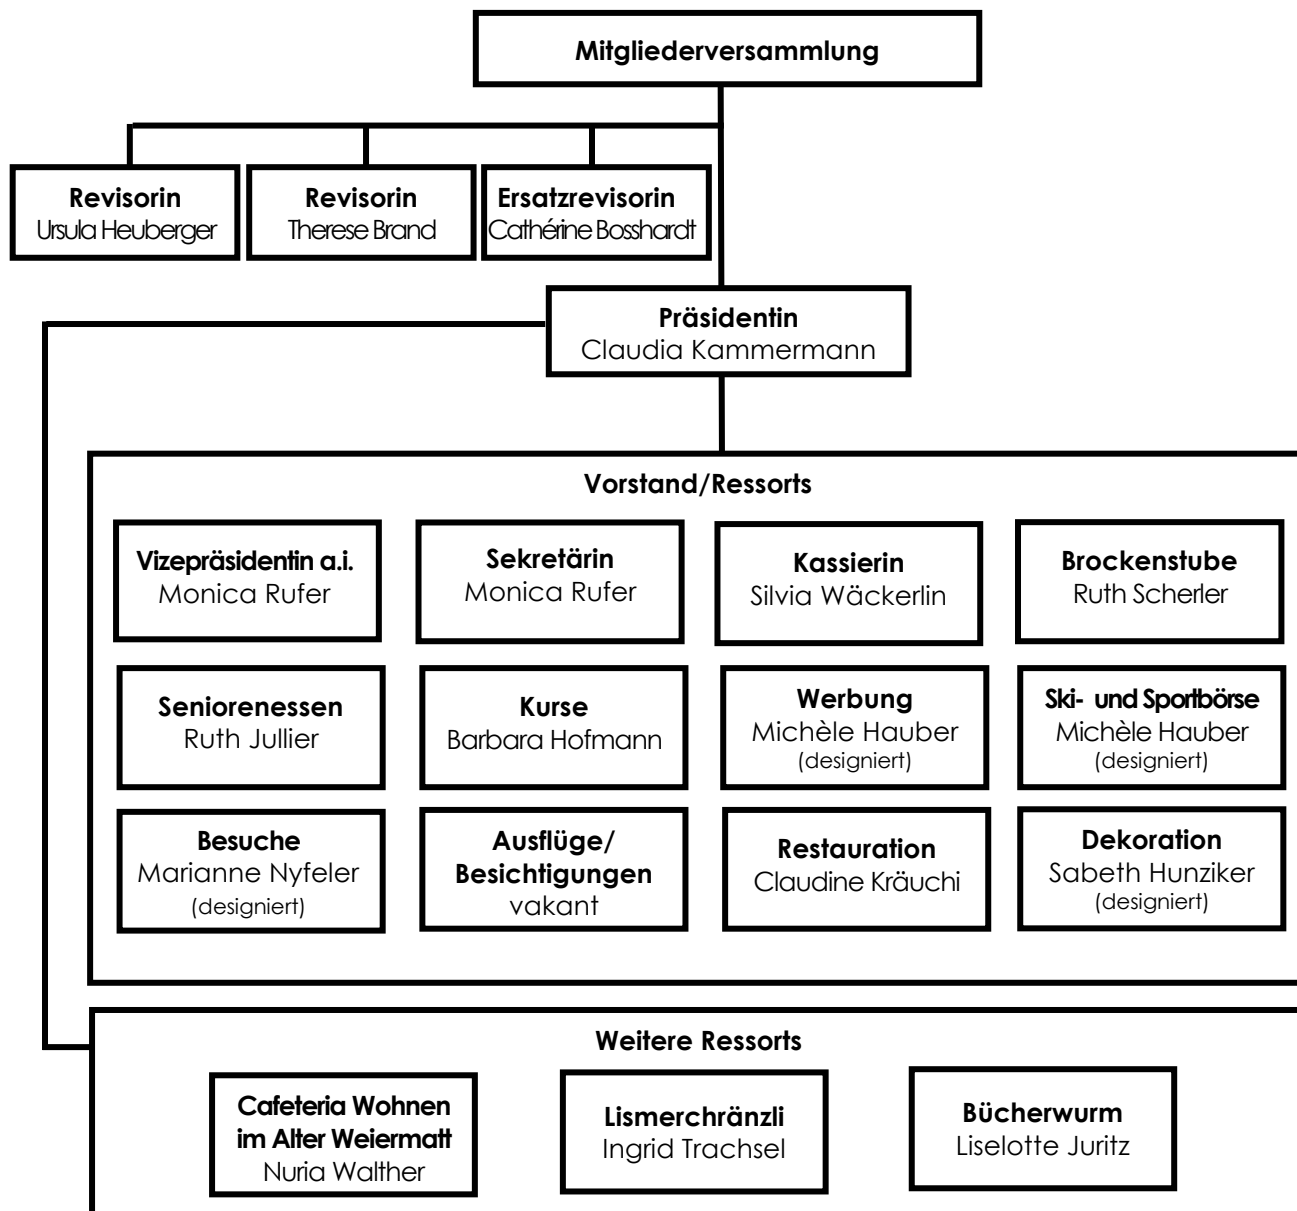 Mitgliederversammlung
Revisorin
Ursula Heuberger
Revisorin
Therese Brand
Ersatzrevisorin
Cathérine Bosshardt
Präsidentin
Claudia Kammermann
Vorstand/Ressorts
Vizepräsidentin a.i.
Monica Rufer
Sekretärin
Monica Rufer
Kassierin
Silvia Wäckerlin
Brockenstube
Ruth Scherler
Seniorenessen
Ruth Jullier
Kurse
Barbara Hofmann
Werbung
Michèle Hauber
(designiert)
Ski- und Sportbörse
Michèle Hauber
(designiert)
Besuche
Marianne Nyfeler
(designiert)
Ausflüge/
Besichtigungen
vakant
Restauration
Claudine Kräuchi
Dekoration
Sabeth Hunziker
(designiert)
Weitere Ressorts
Cafeteria Wohnen
im Alter Weiermatt
Nuria Walther
Lismerchränzli
Ingrid Trachsel
Bücherwurm
Liselotte Juritz